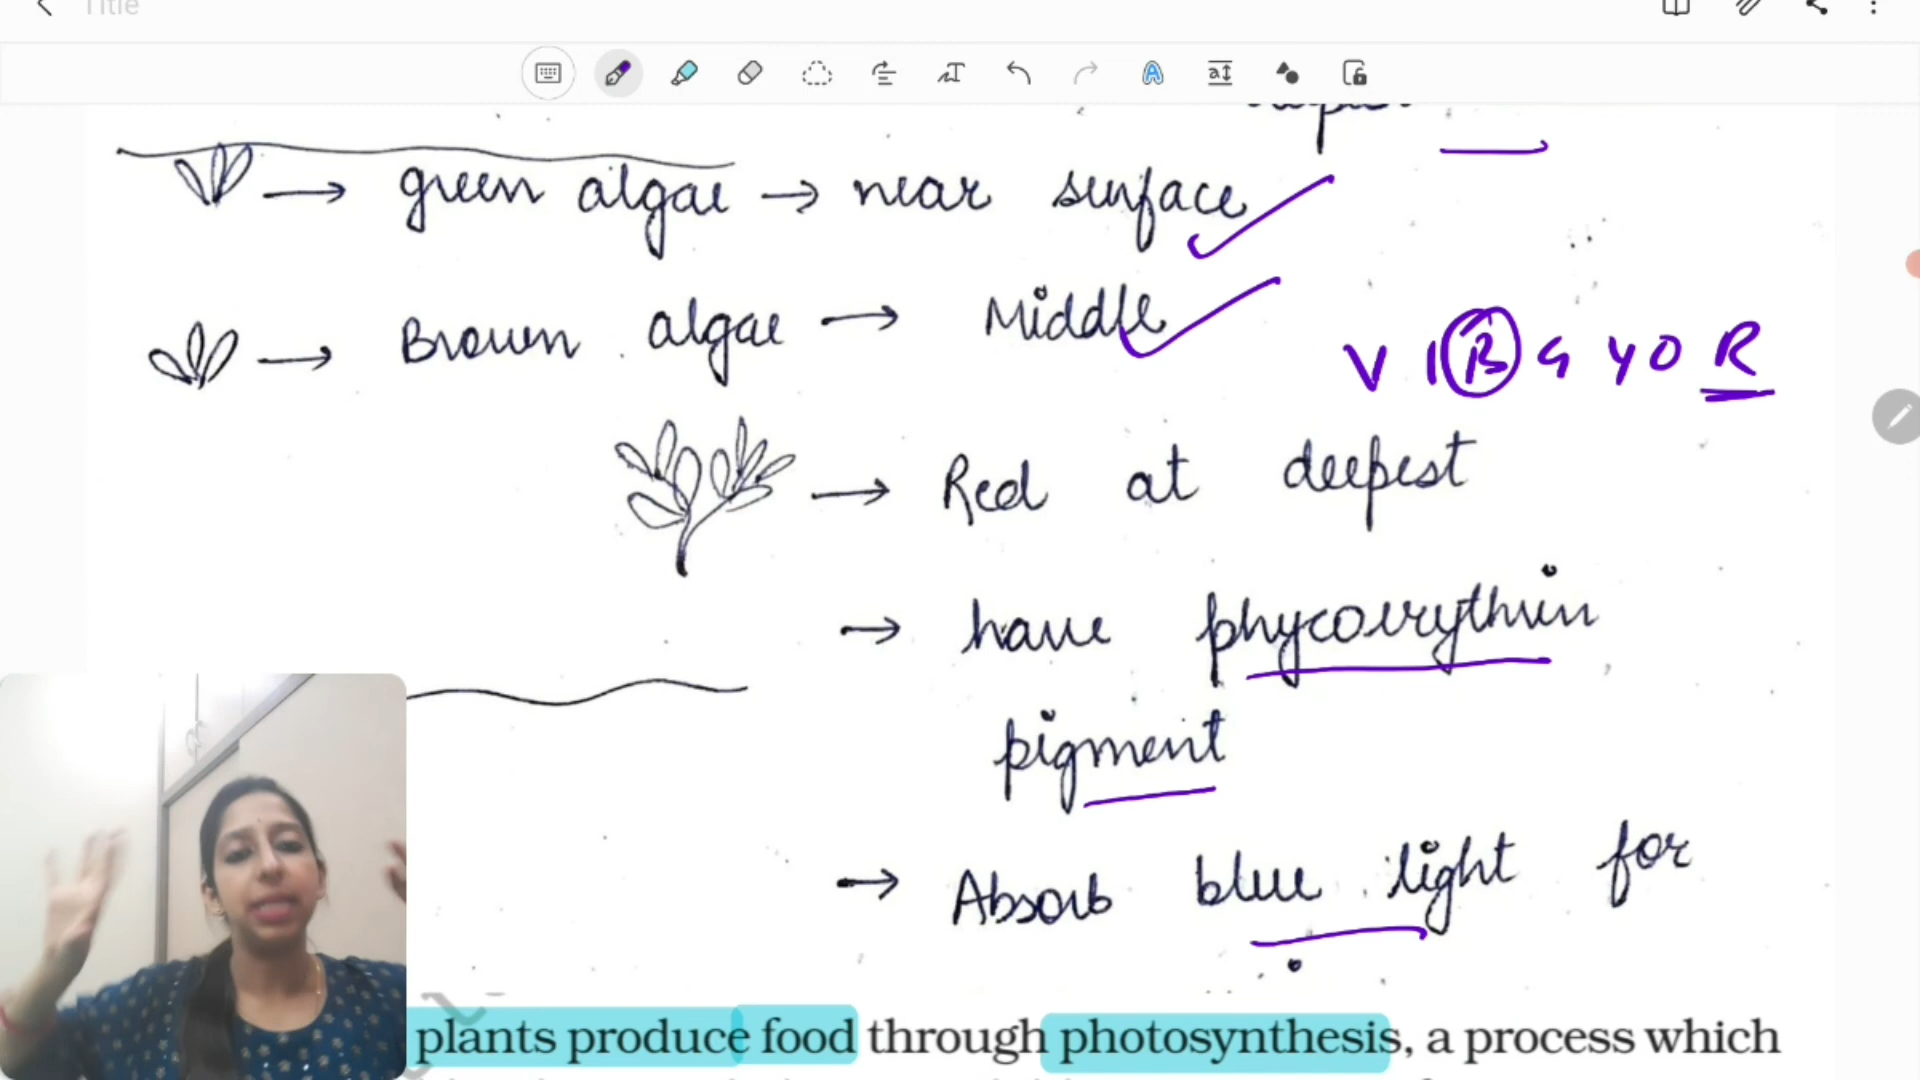 Title
green algae → near surface
Brown algae → Middle
V I B G Y O R
→ Red at deepest
→ have phycoerythrin
pigment
→ Absorb blue light for
plants produce food through photosynthesis, a process which